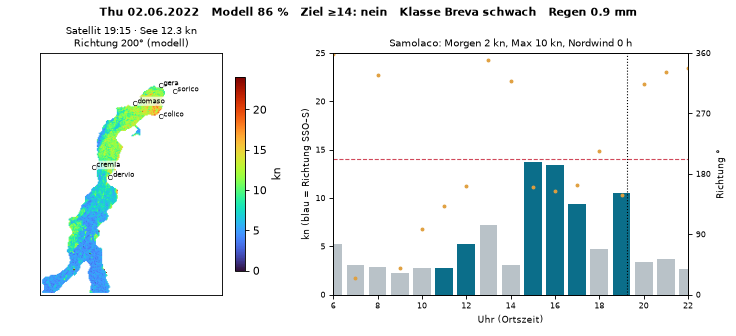 Thu 02.06.2022 Modell 86 % Ziel ≥14: nein Klasse Breva schwach Regen 0.9 mm
Satellit 19:15 · See 12.3 kn
Richtung 200° (modell)
gera
sorico
domaso
colico
cremia
dervio
20
15
10
5
0
kn
Samolaco: Morgen 2 kn, Max 10 kn, Nordwind 0 h
25
20
15
10
5
0
kn (blau = Richtung SSO–S)
360
270
180
90
0
Richtung °
6 8 10 12 14 16 18 20 22
Uhr (Ortszeit)